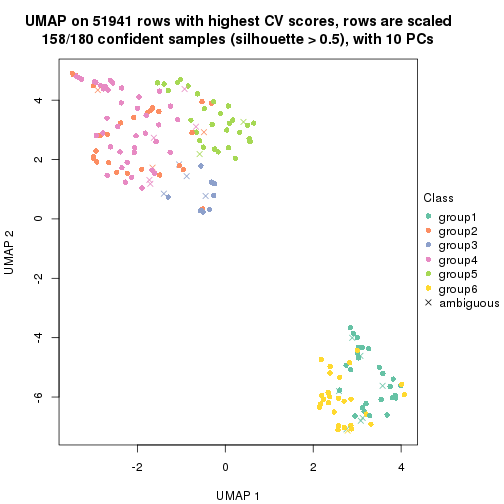 UMAP on 51941 rows with highest CV scores, rows are scaled
158/180 confident samples (silhouette > 0.5), with 10 PCs
4
2
0
-2
-4
-6
UMAP 2
-2
0
2
4
UMAP 1
Class
group1
group2
group3
group4
group5
group6
ambiguous